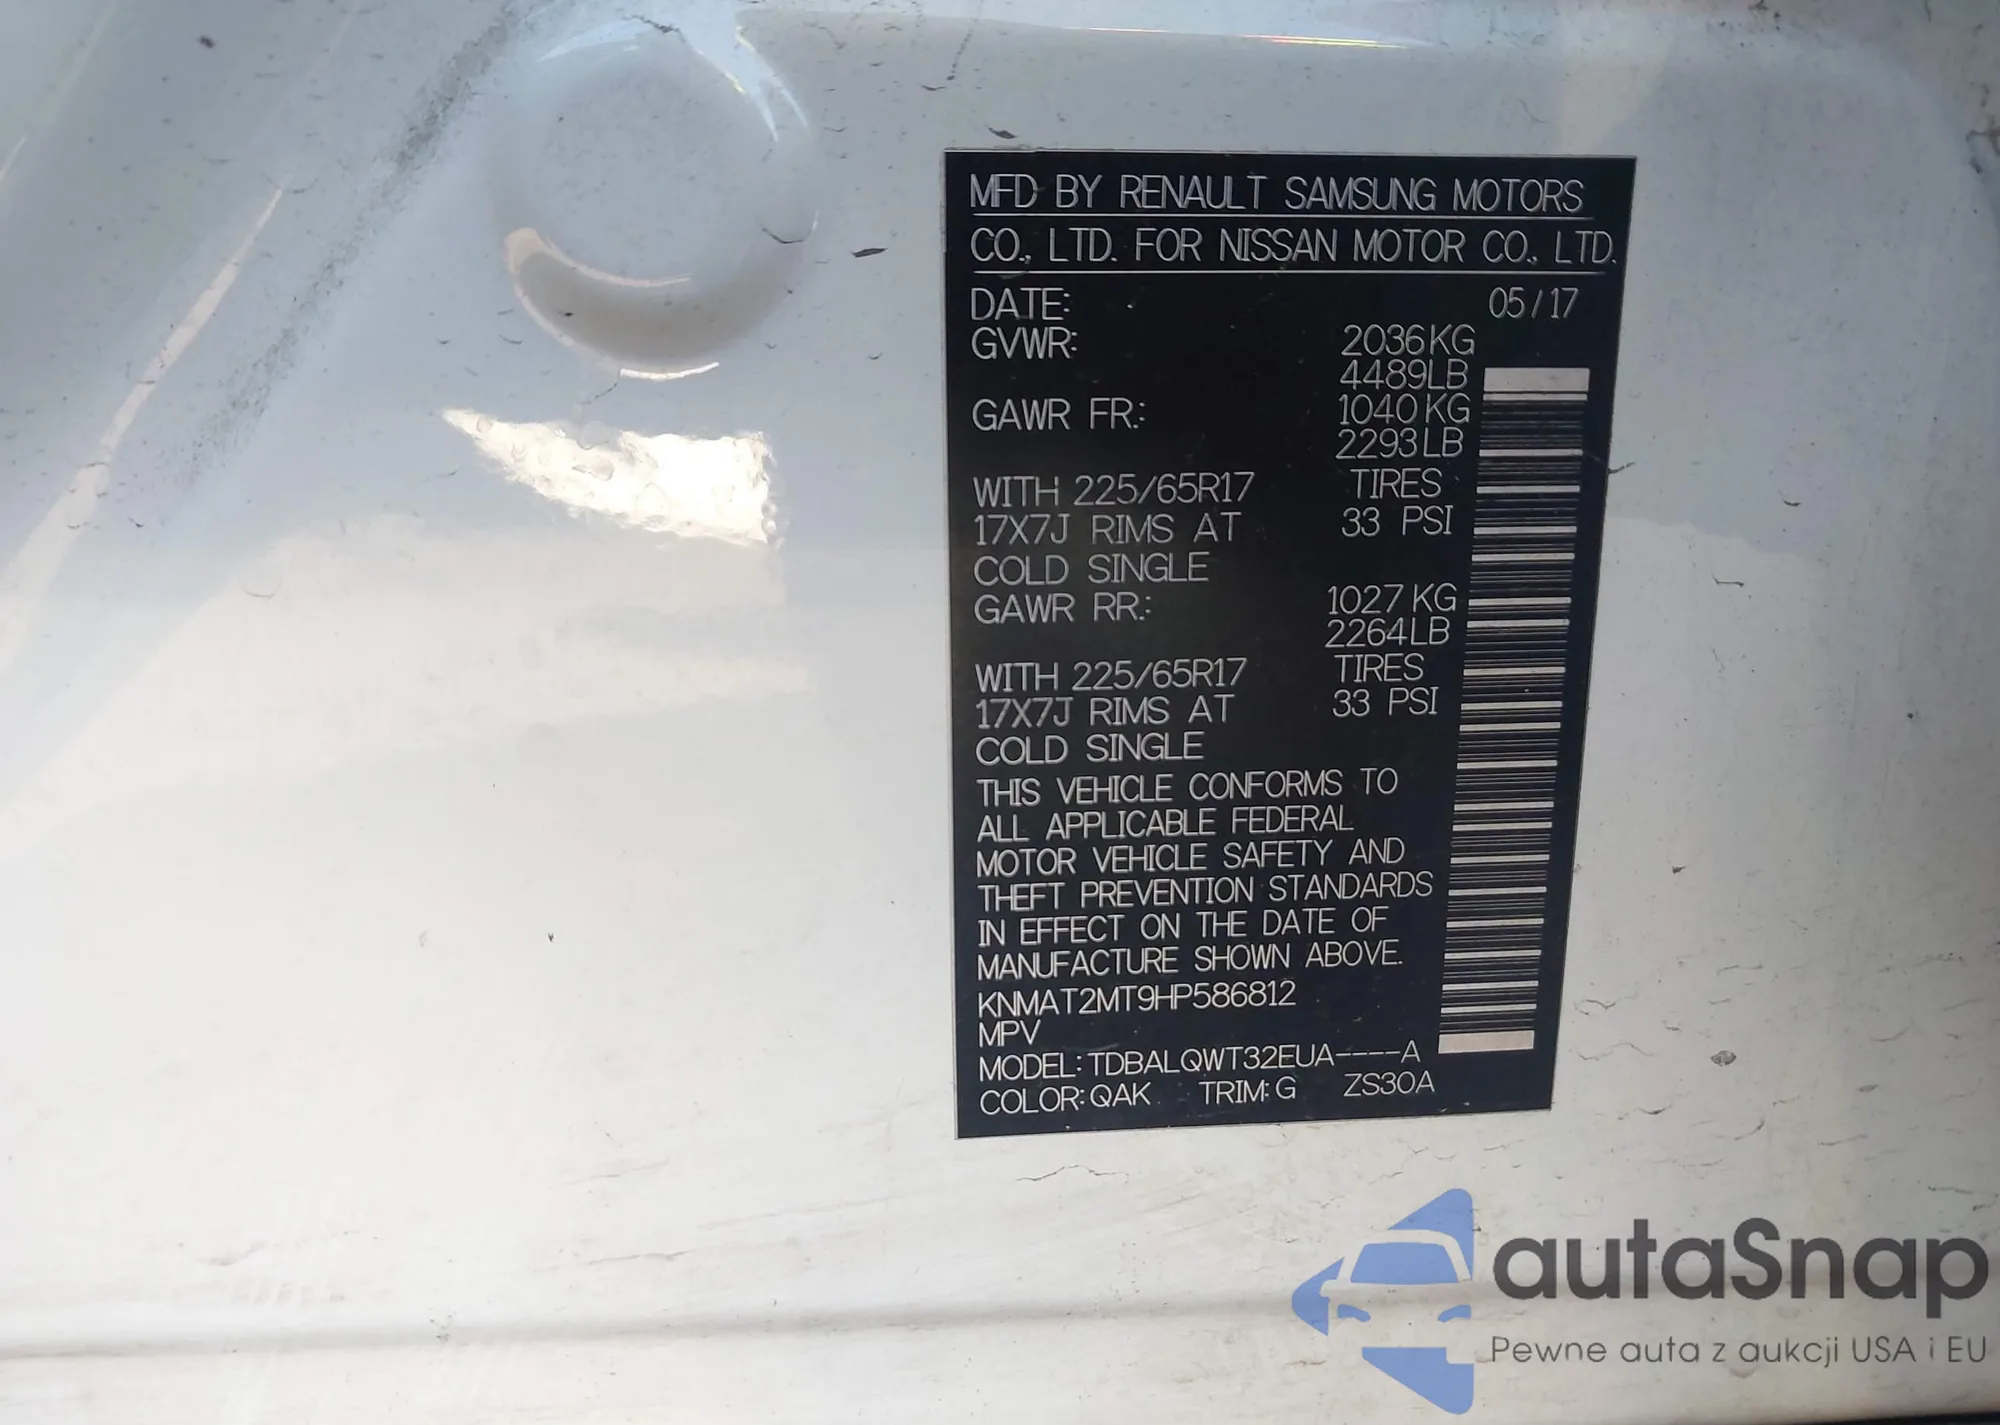 MFD BY RENAULT SAMSUNG MOTORS
CO., LTD. FOR NISSAN MOTOR CO., LTD.
DATE: 05/17
GVWR: 2036KG
4489LB
GAWR FR.: 1040KG
2293LB
WITH 225/65R17 TIRES
17X7J RIMS AT 33 PSI
COLD SINGLE
GAWR RR.: 1027KG
2264LB
WITH 225/65R17 TIRES
17X7J RIMS AT 33 PSI
COLD SINGLE
THIS VEHICLE CONFORMS TO
ALL APPLICABLE FEDERAL
MOTOR VEHICLE SAFETY AND
THEFT PREVENTION STANDARDS
IN EFFECT ON THE DATE OF
MANUFACTURE SHOWN ABOVE.
KNMAT2MT9HP586812
MPV
MODEL: TDBALQWT32EUA----A
COLOR: QAK TRIM: G ZS30A
autaSnap
Pewne auta z aukcji USA i EU